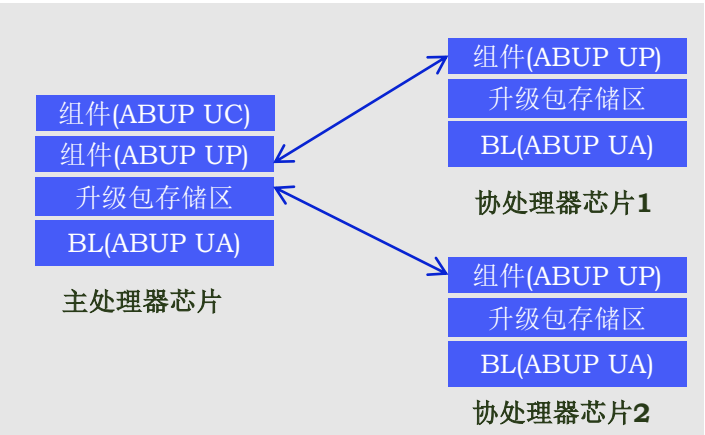 组件(ABUP UC)
组件(ABUP UP)
升级包存储区
BL(ABUP UA)
主处理器芯片
组件(ABUP UP)
升级包存储区
BL(ABUP UA)
协处理器芯片1
组件(ABUP UP)
升级包存储区
BL(ABUP UA)
协处理器芯片2